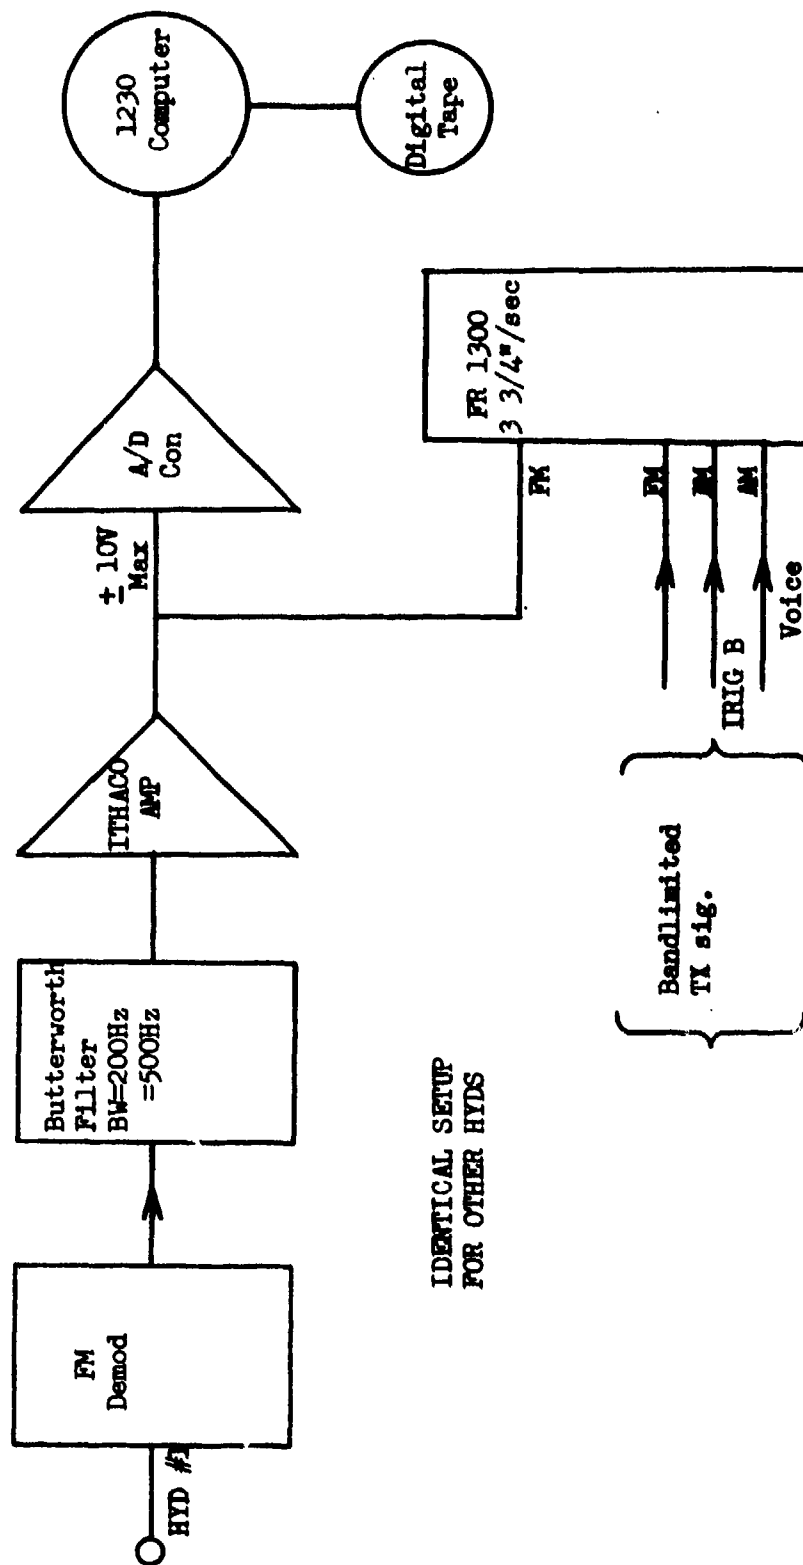 HYD #1
FM
Demod
Butterworth
Filter
BW=200Hz
=500Hz
ITHACO
AMP
± 10V
Max
A/D
Con
1230
Computer
Digital
Tape
IDENTICAL SETUP
FOR OTHER HYDS
FR 1300
3 3/4"/sec
FM
FM
AM
AM
IRIG B
Voice
Bandlimited
TX sig.